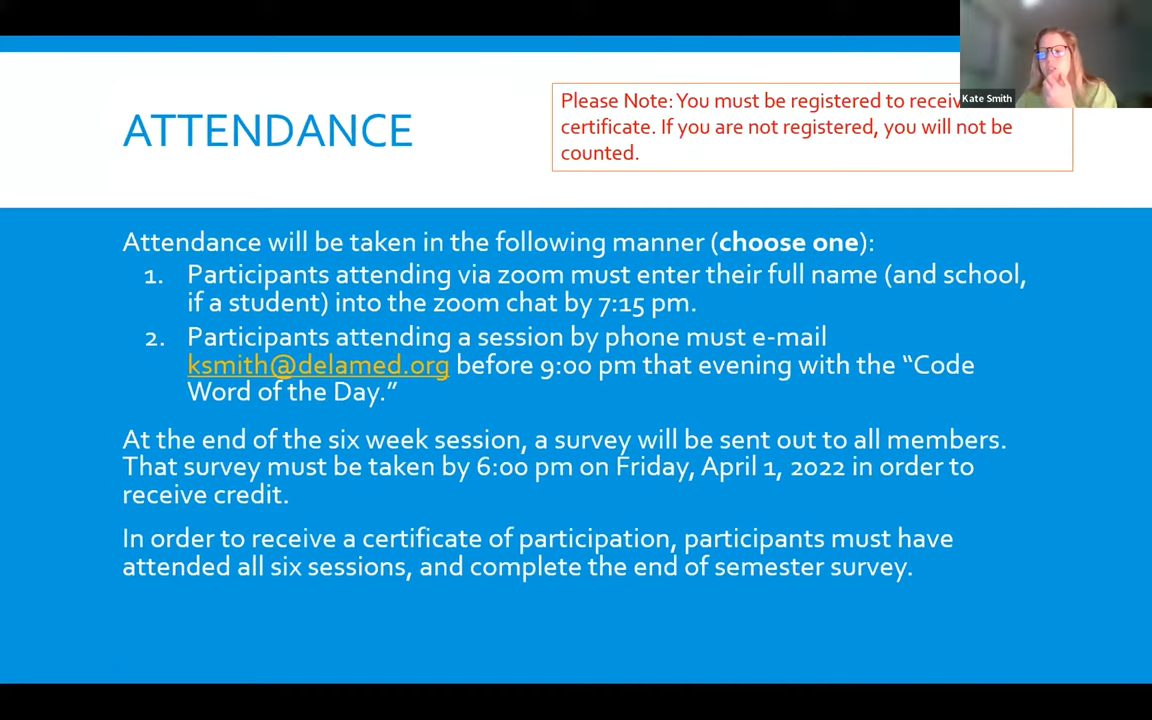 ATTENDANCE
Please Note: You must be registered to
certificate. If you are not registered, you will not be
counted.
Kate Smith
Attendance will be taken in the following manner (choose one):
1. Participants attending via zoom must enter their full name (and school,
if a student) into the zoom chat by 7:15 pm.
2. Participants attending a session by phone must e-mail
ksmith@delamed.org before 9:00 pm that evening with the “Code
Word of the Day.”
At the end of the six week session, a survey will be sent out to all members.
That survey must be taken by 6:00 pm on Friday, April 1, 2022 in order to
receive credit.
In order to receive a certificate of participation, participants must have
attended all six sessions, and complete the end of semester survey.